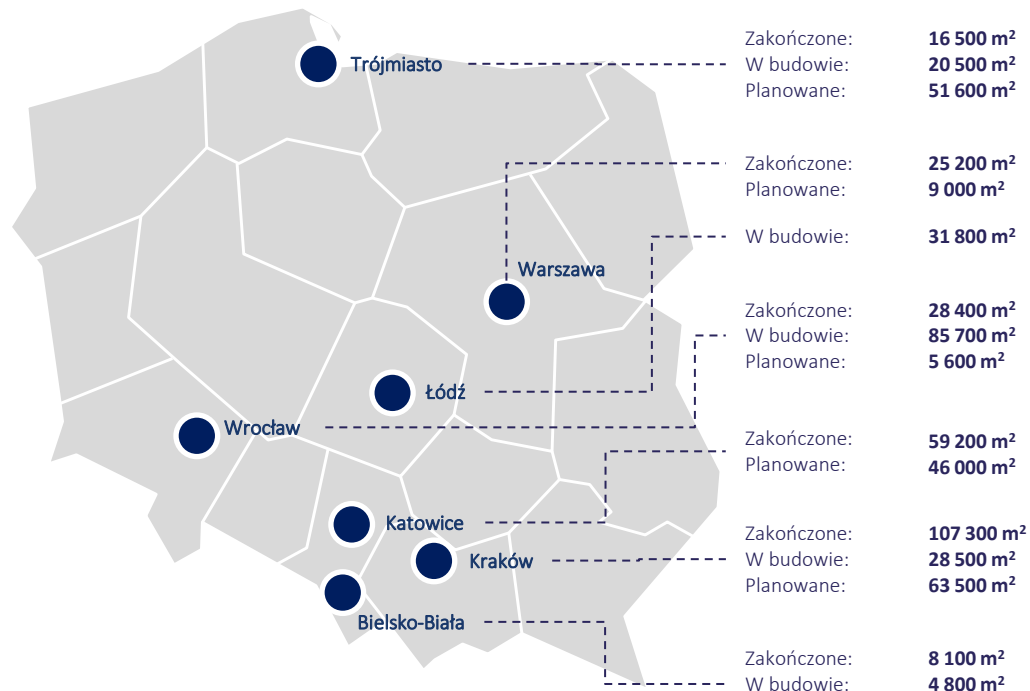 Trójmiasto
Zakończone: 16 500 m²
W budowie: 20 500 m²
Planowane: 51 600 m²
Warszawa
Zakończone: 25 200 m²
Planowane: 9 000 m²
Łódź
W budowie: 31 800 m²
Wrocław
Zakończone: 28 400 m²
W budowie: 85 700 m²
Planowane: 5 600 m²
Katowice
Zakończone: 59 200 m²
Planowane: 46 000 m²
Kraków
Zakończone: 107 300 m²
W budowie: 28 500 m²
Planowane: 63 500 m²
Bielsko-Biała
Zakończone: 8 100 m²
W budowie: 4 800 m²